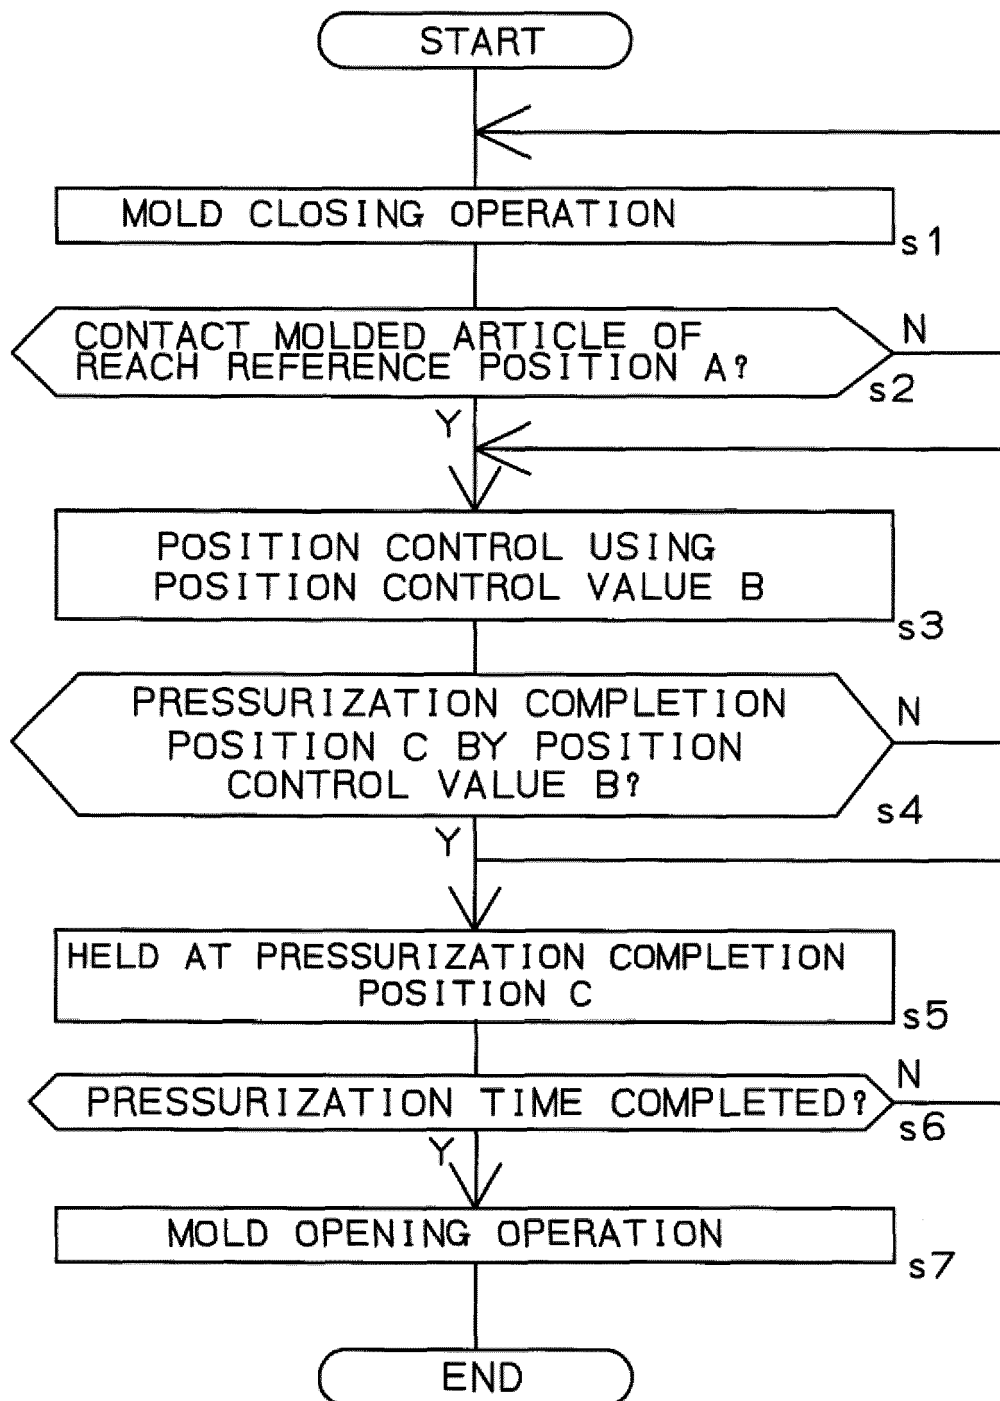 START
MOLD CLOSING OPERATION
s1
CONTACT MOLDED ARTICLE OF
REACH REFERENCE POSITION A?
N
s2
Y
POSITION CONTROL USING
POSITION CONTROL VALUE B
s3
PRESSURIZATION COMPLETION
POSITION C BY POSITION
CONTROL VALUE B?
N
s4
Y
HELD AT PRESSURIZATION COMPLETION
POSITION C
s5
PRESSURIZATION TIME COMPLETED?
N
s6
Y
MOLD OPENING OPERATION
s7
END